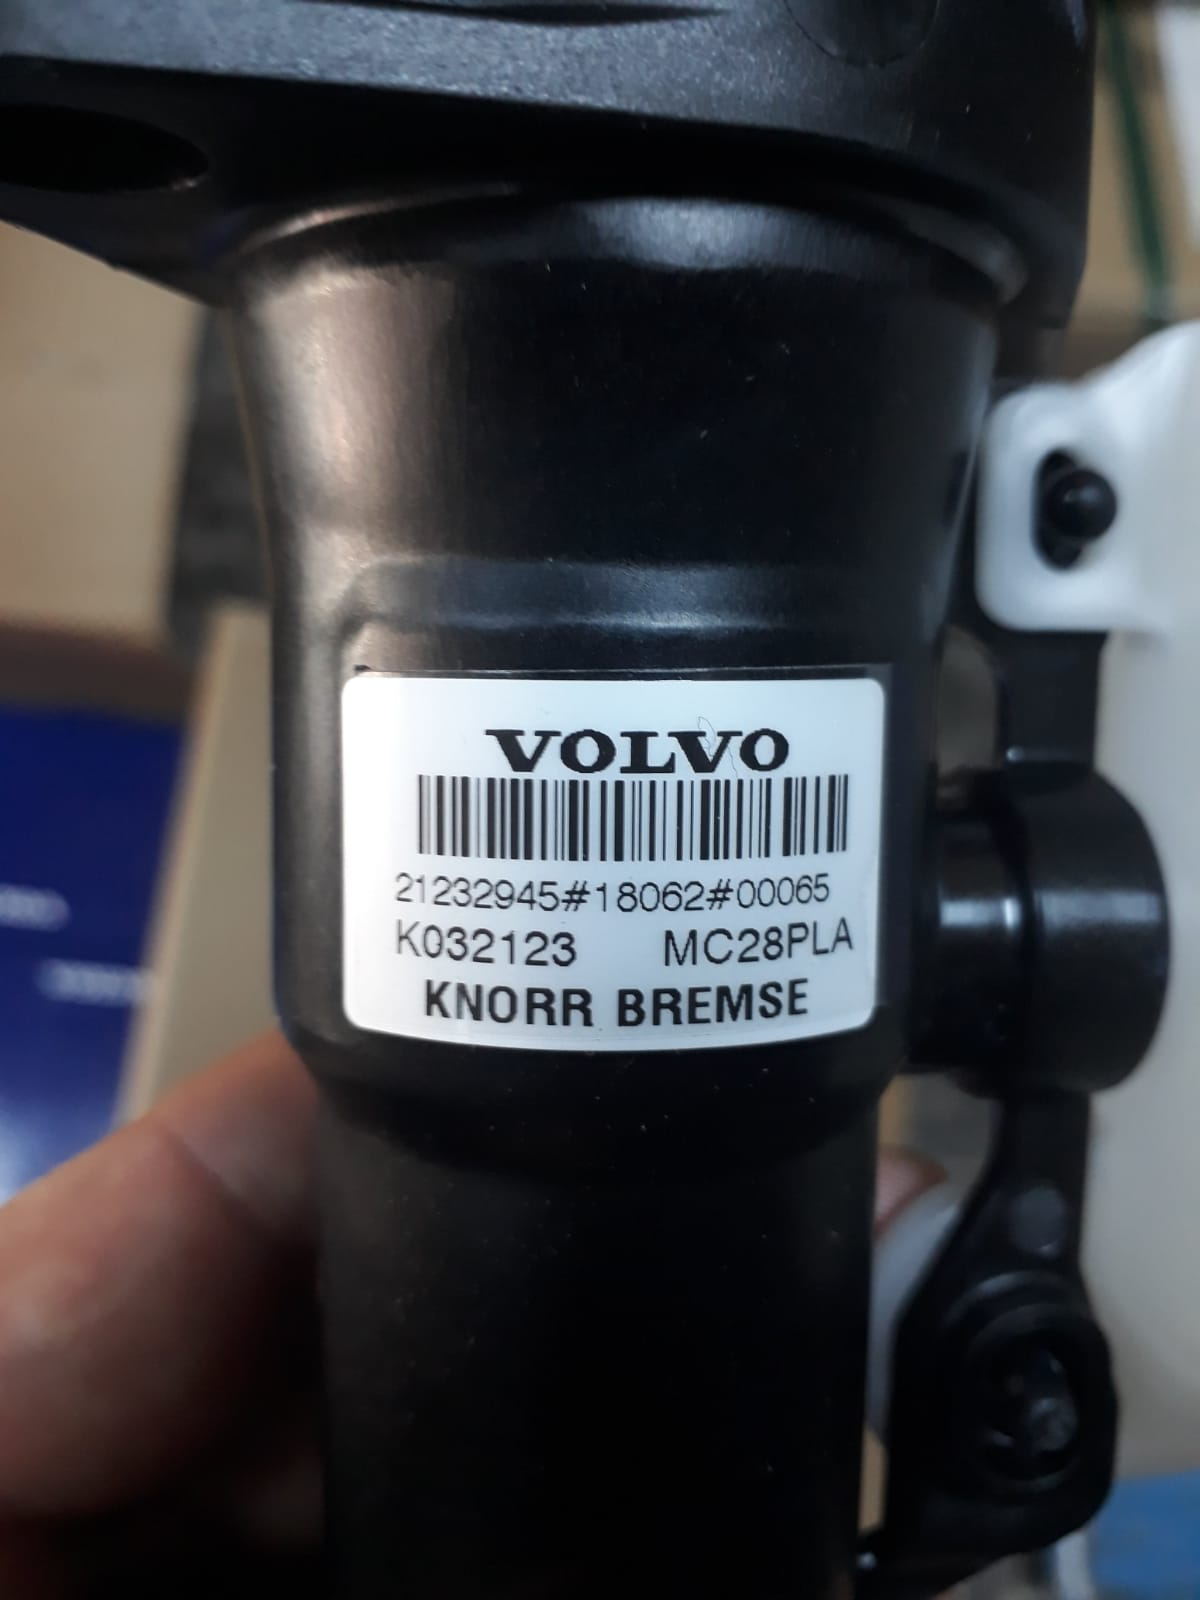 VOLVO
21232945#18062#00065
K032123 MC28PLA
KNORR BREMSE